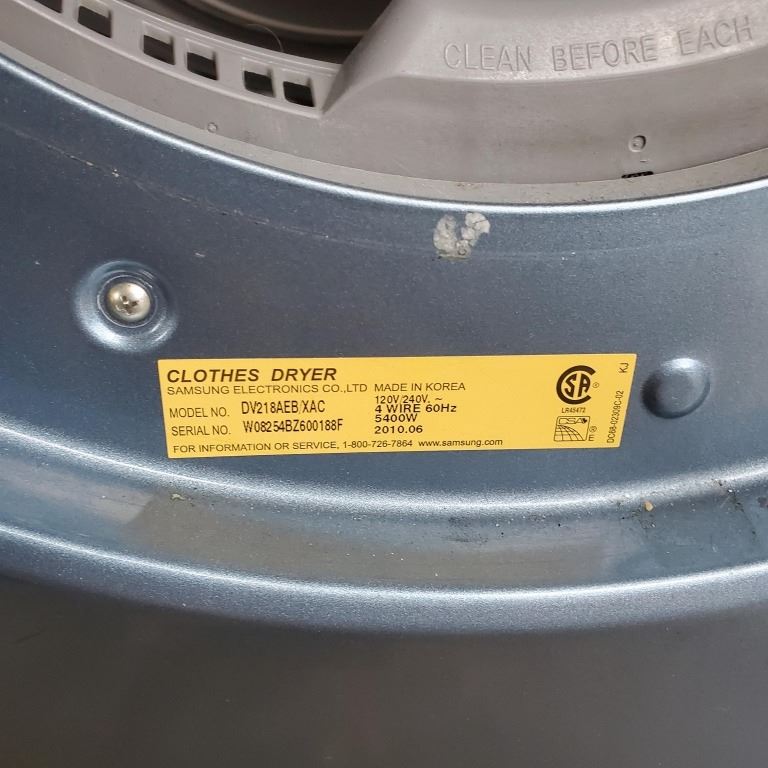 CLEAN BEFORE EACH
CLOTHES DRYER
SAMSUNG ELECTRONICS CO.,LTD MADE IN KOREA
MODEL NO. DV218AEB/XAC 120V/240V. ~
4 WIRE 60Hz
5400W
SERIAL NO. W08254BZ600188F 2010.06
FOR INFORMATION OR SERVICE, 1-800-726-7864 www.samsung.com
SA
LR45472
® E
KJ
DC68-02309C-02